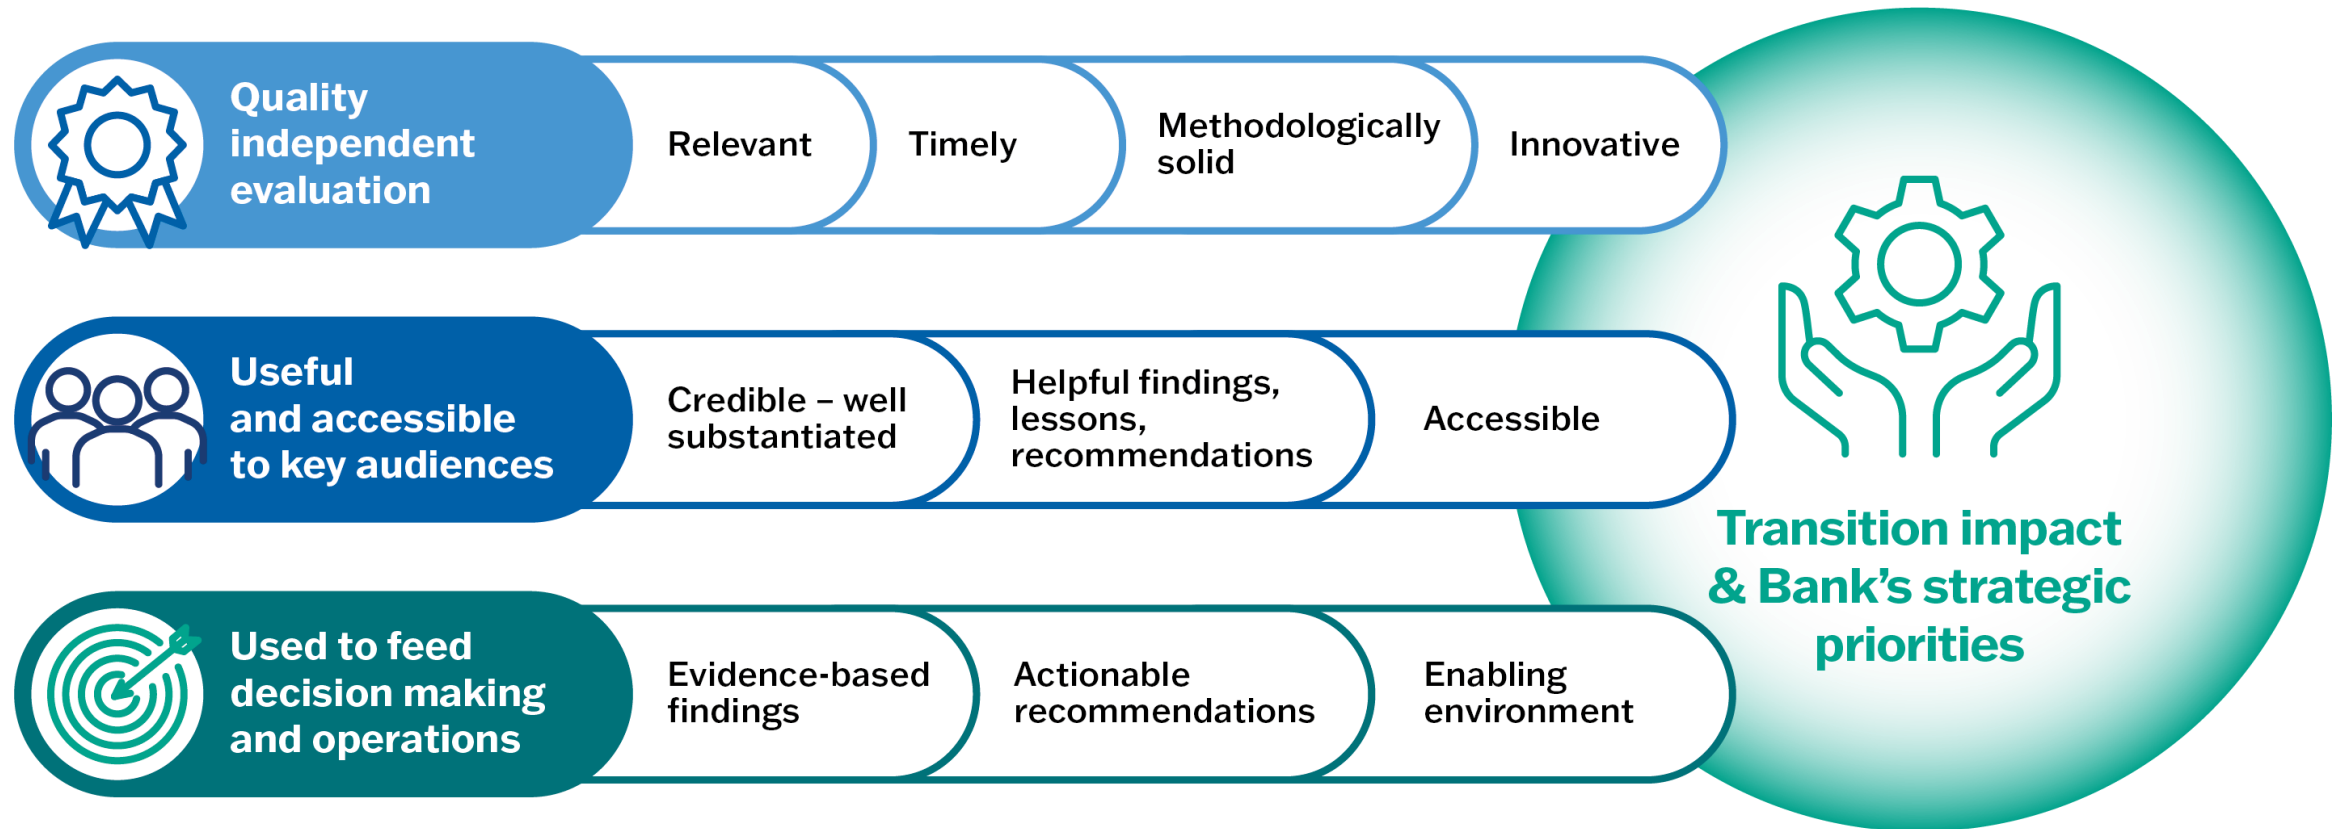 Quality
independent
evaluation
Relevant
Timely
Methodologically
solid
Innovative
Useful
and accessible
to key audiences
Credible – well
substantiated
Helpful findings,
lessons,
recommendations
Accessible
Used to feed
decision making
and operations
Evidence-based
findings
Actionable
recommendations
Enabling
environment
Transition impact
& Bank’s strategic
priorities